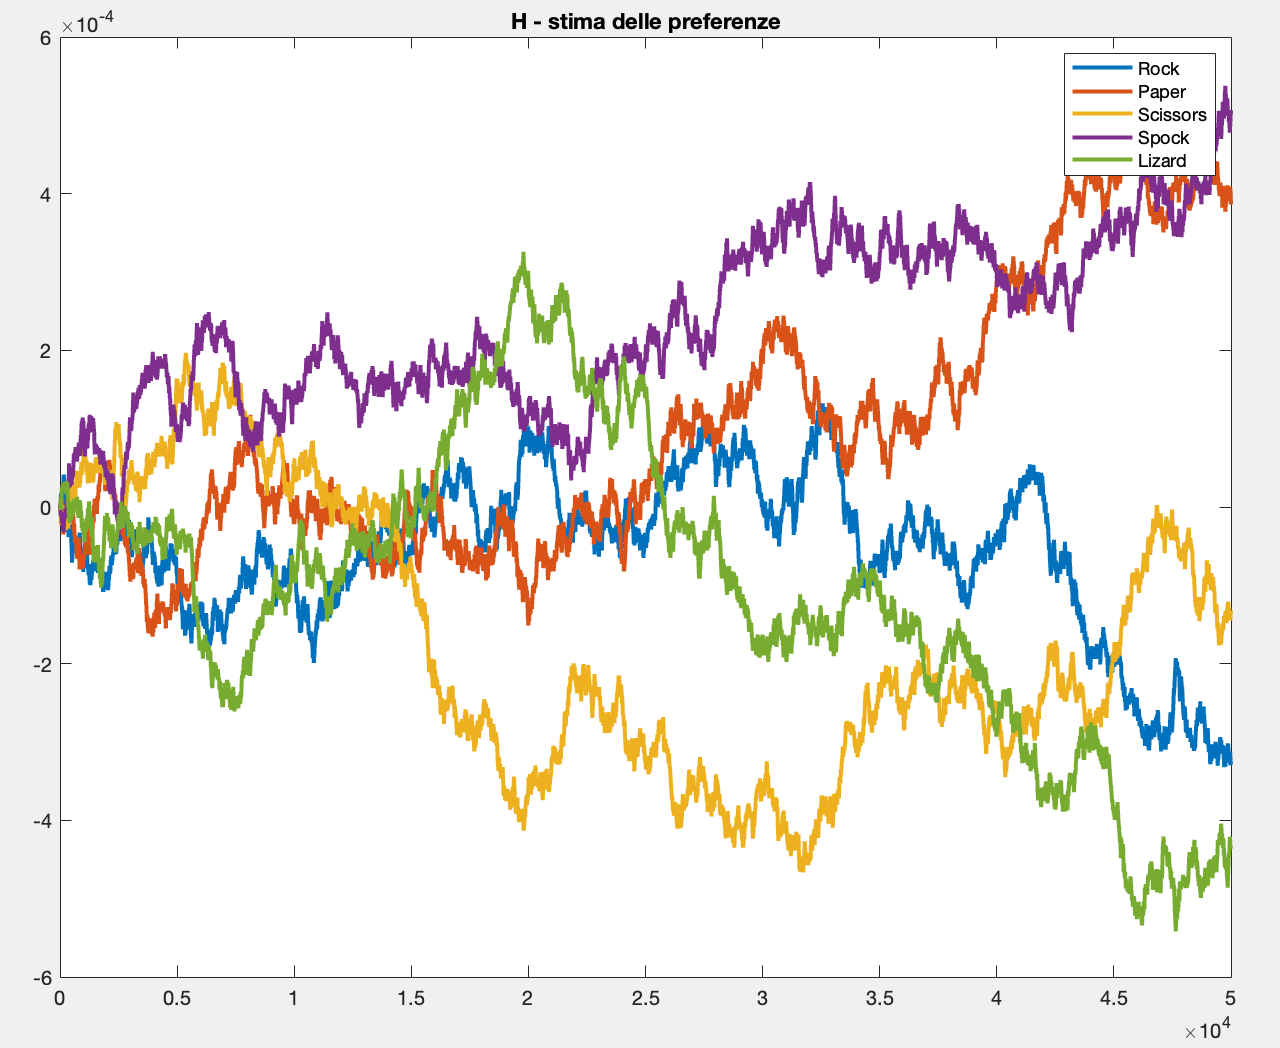 H - stima delle preferenze
×10⁻⁴
6
4
2
0
-2
-4
-6
Rock
Paper
Scissors
Spock
Lizard
0 0.5 1 1.5 2 2.5 3 3.5 4 4.5 5
×10⁴